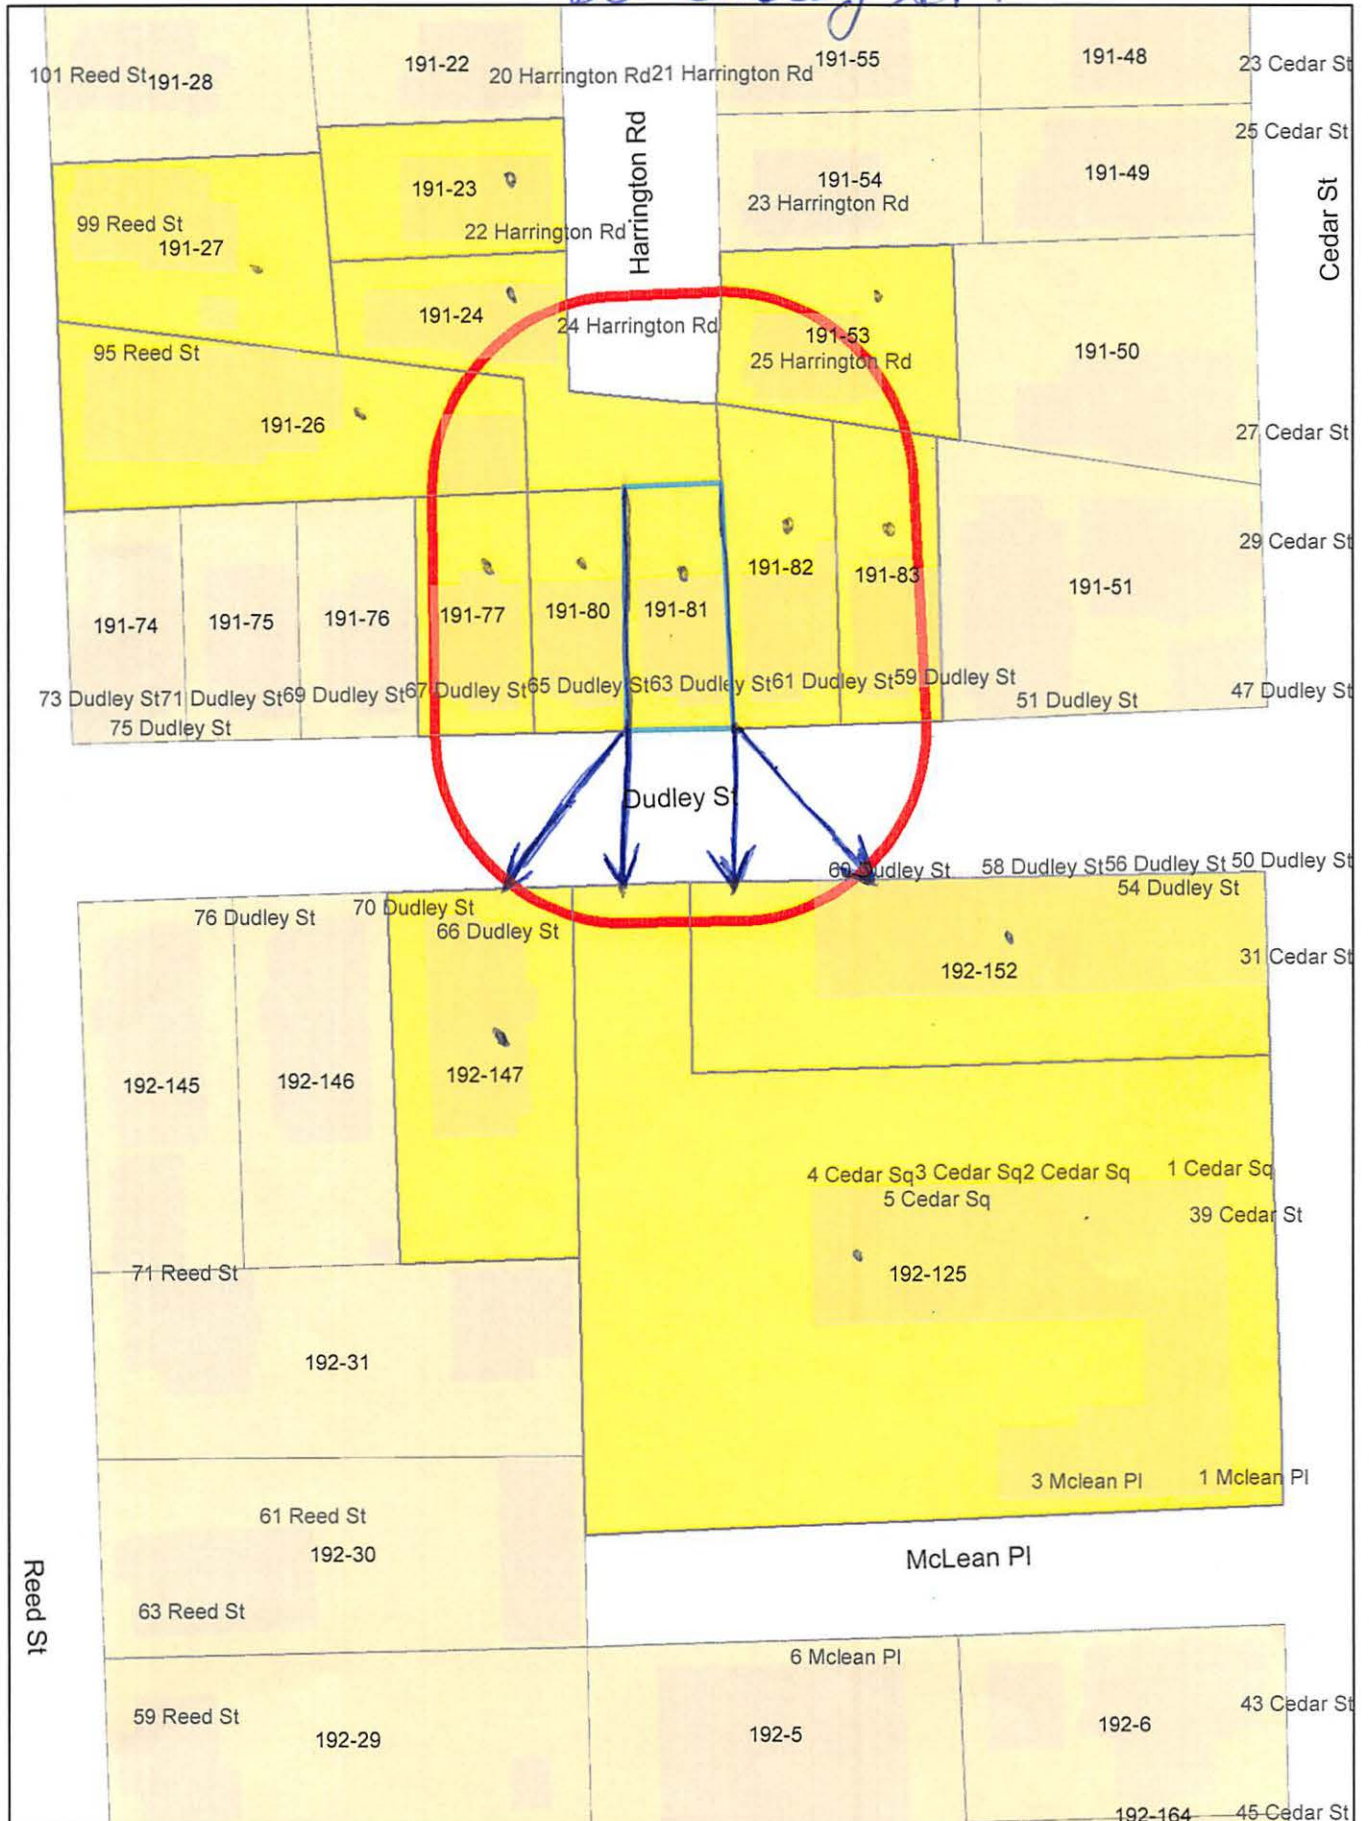 101 Reed St
191-28
191-22
20 Harrington Rd
21 Harrington Rd
191-55
191-48
23 Cedar St
25 Cedar St
Harrington Rd
191-23
22 Harrington Rd
191-54
23 Harrington Rd
191-49
Cedar St
99 Reed St
191-27
191-24
24 Harrington Rd
191-53
25 Harrington Rd
191-50
95 Reed St
191-26
27 Cedar St
29 Cedar St
191-74
191-75
191-76
191-77
191-80
191-81
191-82
191-83
191-51
73 Dudley St
71 Dudley St
69 Dudley St
67 Dudley St
65 Dudley St
63 Dudley St
61 Dudley St
59 Dudley St
51 Dudley St
47 Dudley St
75 Dudley St
Dudley St
60 Dudley St
58 Dudley St
56 Dudley St
50 Dudley St
54 Dudley St
76 Dudley St
70 Dudley St
66 Dudley St
31 Cedar St
192-152
192-145
192-146
192-147
4 Cedar Sq
3 Cedar Sq
2 Cedar Sq
1 Cedar Sq
5 Cedar Sq
39 Cedar St
192-125
71 Reed St
192-31
3 Mclean Pl
1 Mclean Pl
61 Reed St
192-30
McLean Pl
Reed St
63 Reed St
6 Mclean Pl
59 Reed St
192-29
192-5
192-6
43 Cedar St
192-164
45 Cedar St